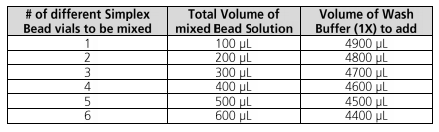 # of different Simplex Total Volume of Volume of Wash
Bead vials to be mixed mixed Bead Solution Buffer (1X) to add
1 100 µL 4900 µL
2 200 µL 4800 µL
3 300 µL 4700 µL
4 400 µL 4600 µL
5 500 µL 4500 µL
6 600 µL 4400 µL